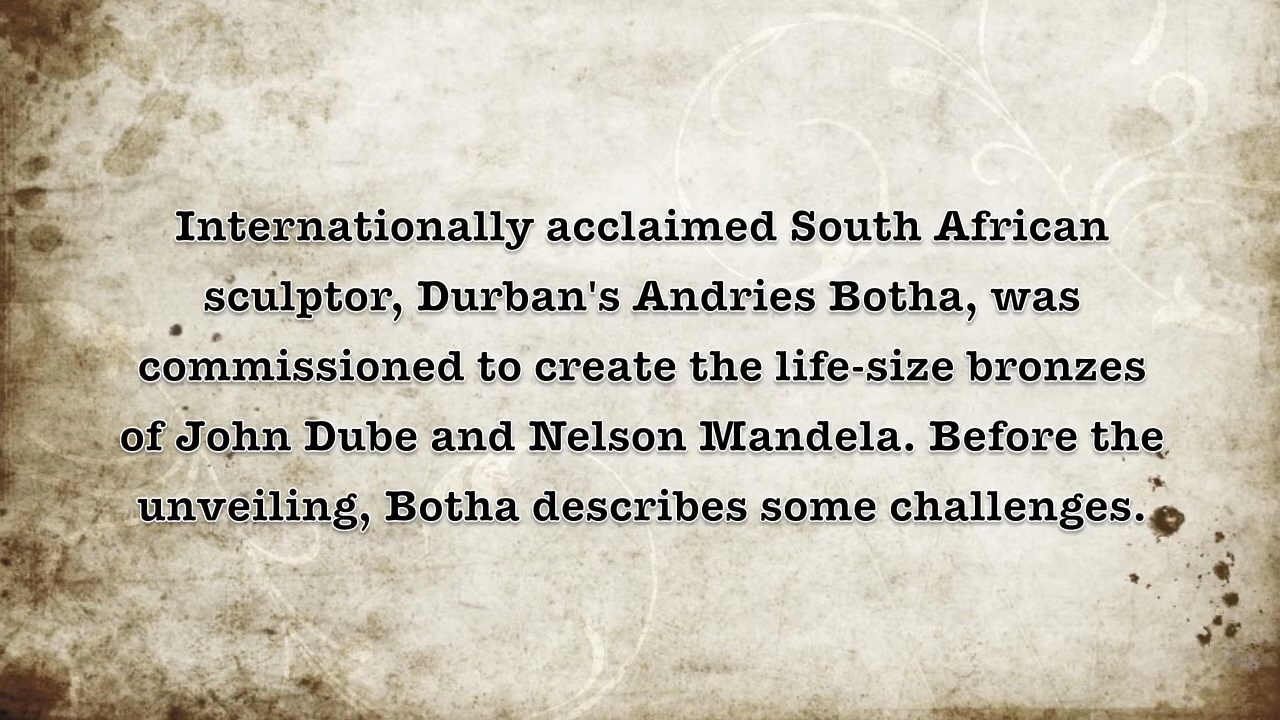 Internationally acclaimed South African
sculptor, Durban's Andries Botha, was
commissioned to create the life-size bronzes
of John Dube and Nelson Mandela. Before the
unveiling, Botha describes some challenges.